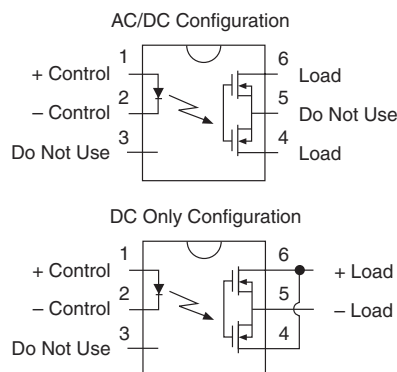 AC/DC Configuration
1
6
+ Control
Load
2
5
– Control
Do Not Use
3
4
Do Not Use
Load
DC Only Configuration
1
6
+ Control
+ Load
2
5
– Control
– Load
3
4
Do Not Use